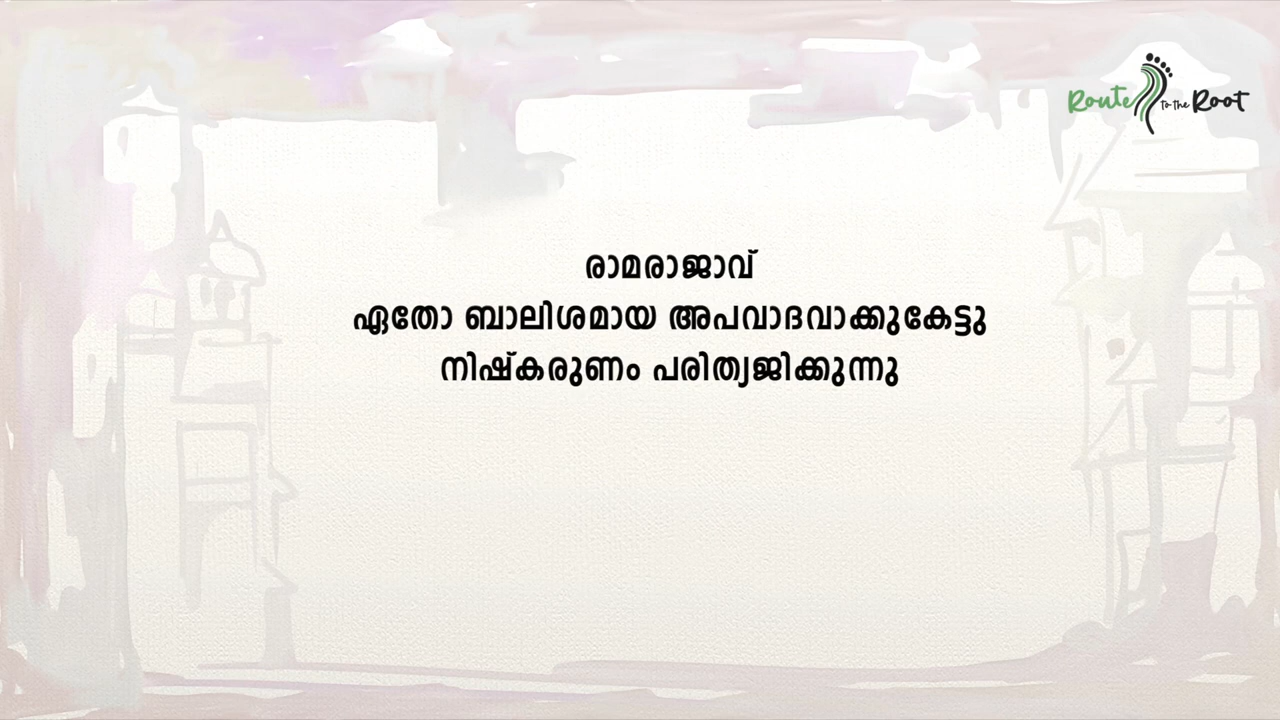 Route to the Root
രാമരാജാവ്
ഏതോ ബാലിശമായ അപവാദവാക്കുകേട്ടു
നിഷ്കരുണം പരിത്യജിക്കുന്നു